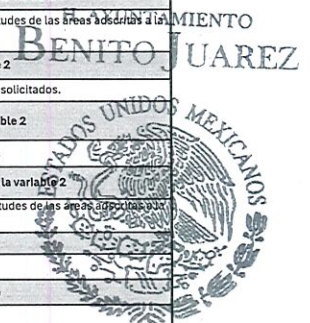 tudes de las áreas adscritas a la
H. AYUNTAMIENTO
BENITO JUAREZ
2
solicitados.
ble 2
ESTADOS UNIDOS MEXICANOS
la variable 2
tudes de las áreas adscritas a la